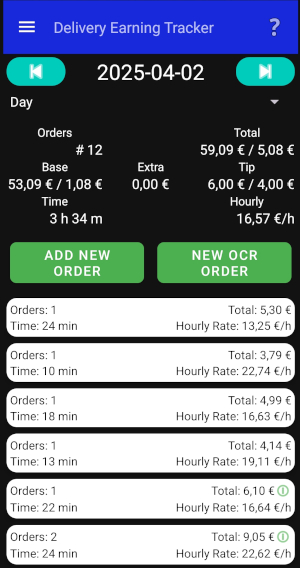 Delivery Earning Tracker ?
2025-04-02
Day
Orders Total
# 12 59,09 € / 5,08 €
Base Extra Tip
53,09 € / 1,08 € 0,00 € 6,00 € / 4,00 €
Time Hourly
3 h 34 m 16,57 €/h
ADD NEW ORDER
NEW OCR ORDER
Orders: 1 Total: 5,30 €
Time: 24 min Hourly Rate: 13,25 €/h
Orders: 1 Total: 3,79 €
Time: 10 min Hourly Rate: 22,74 €/h
Orders: 1 Total: 4,99 €
Time: 18 min Hourly Rate: 16,63 €/h
Orders: 1 Total: 4,14 €
Time: 13 min Hourly Rate: 19,11 €/h
Orders: 1 Total: 6,10 €
Time: 22 min Hourly Rate: 16,64 €/h
Orders: 2 Total: 9,05 €
Time: 24 min Hourly Rate: 22,62 €/h